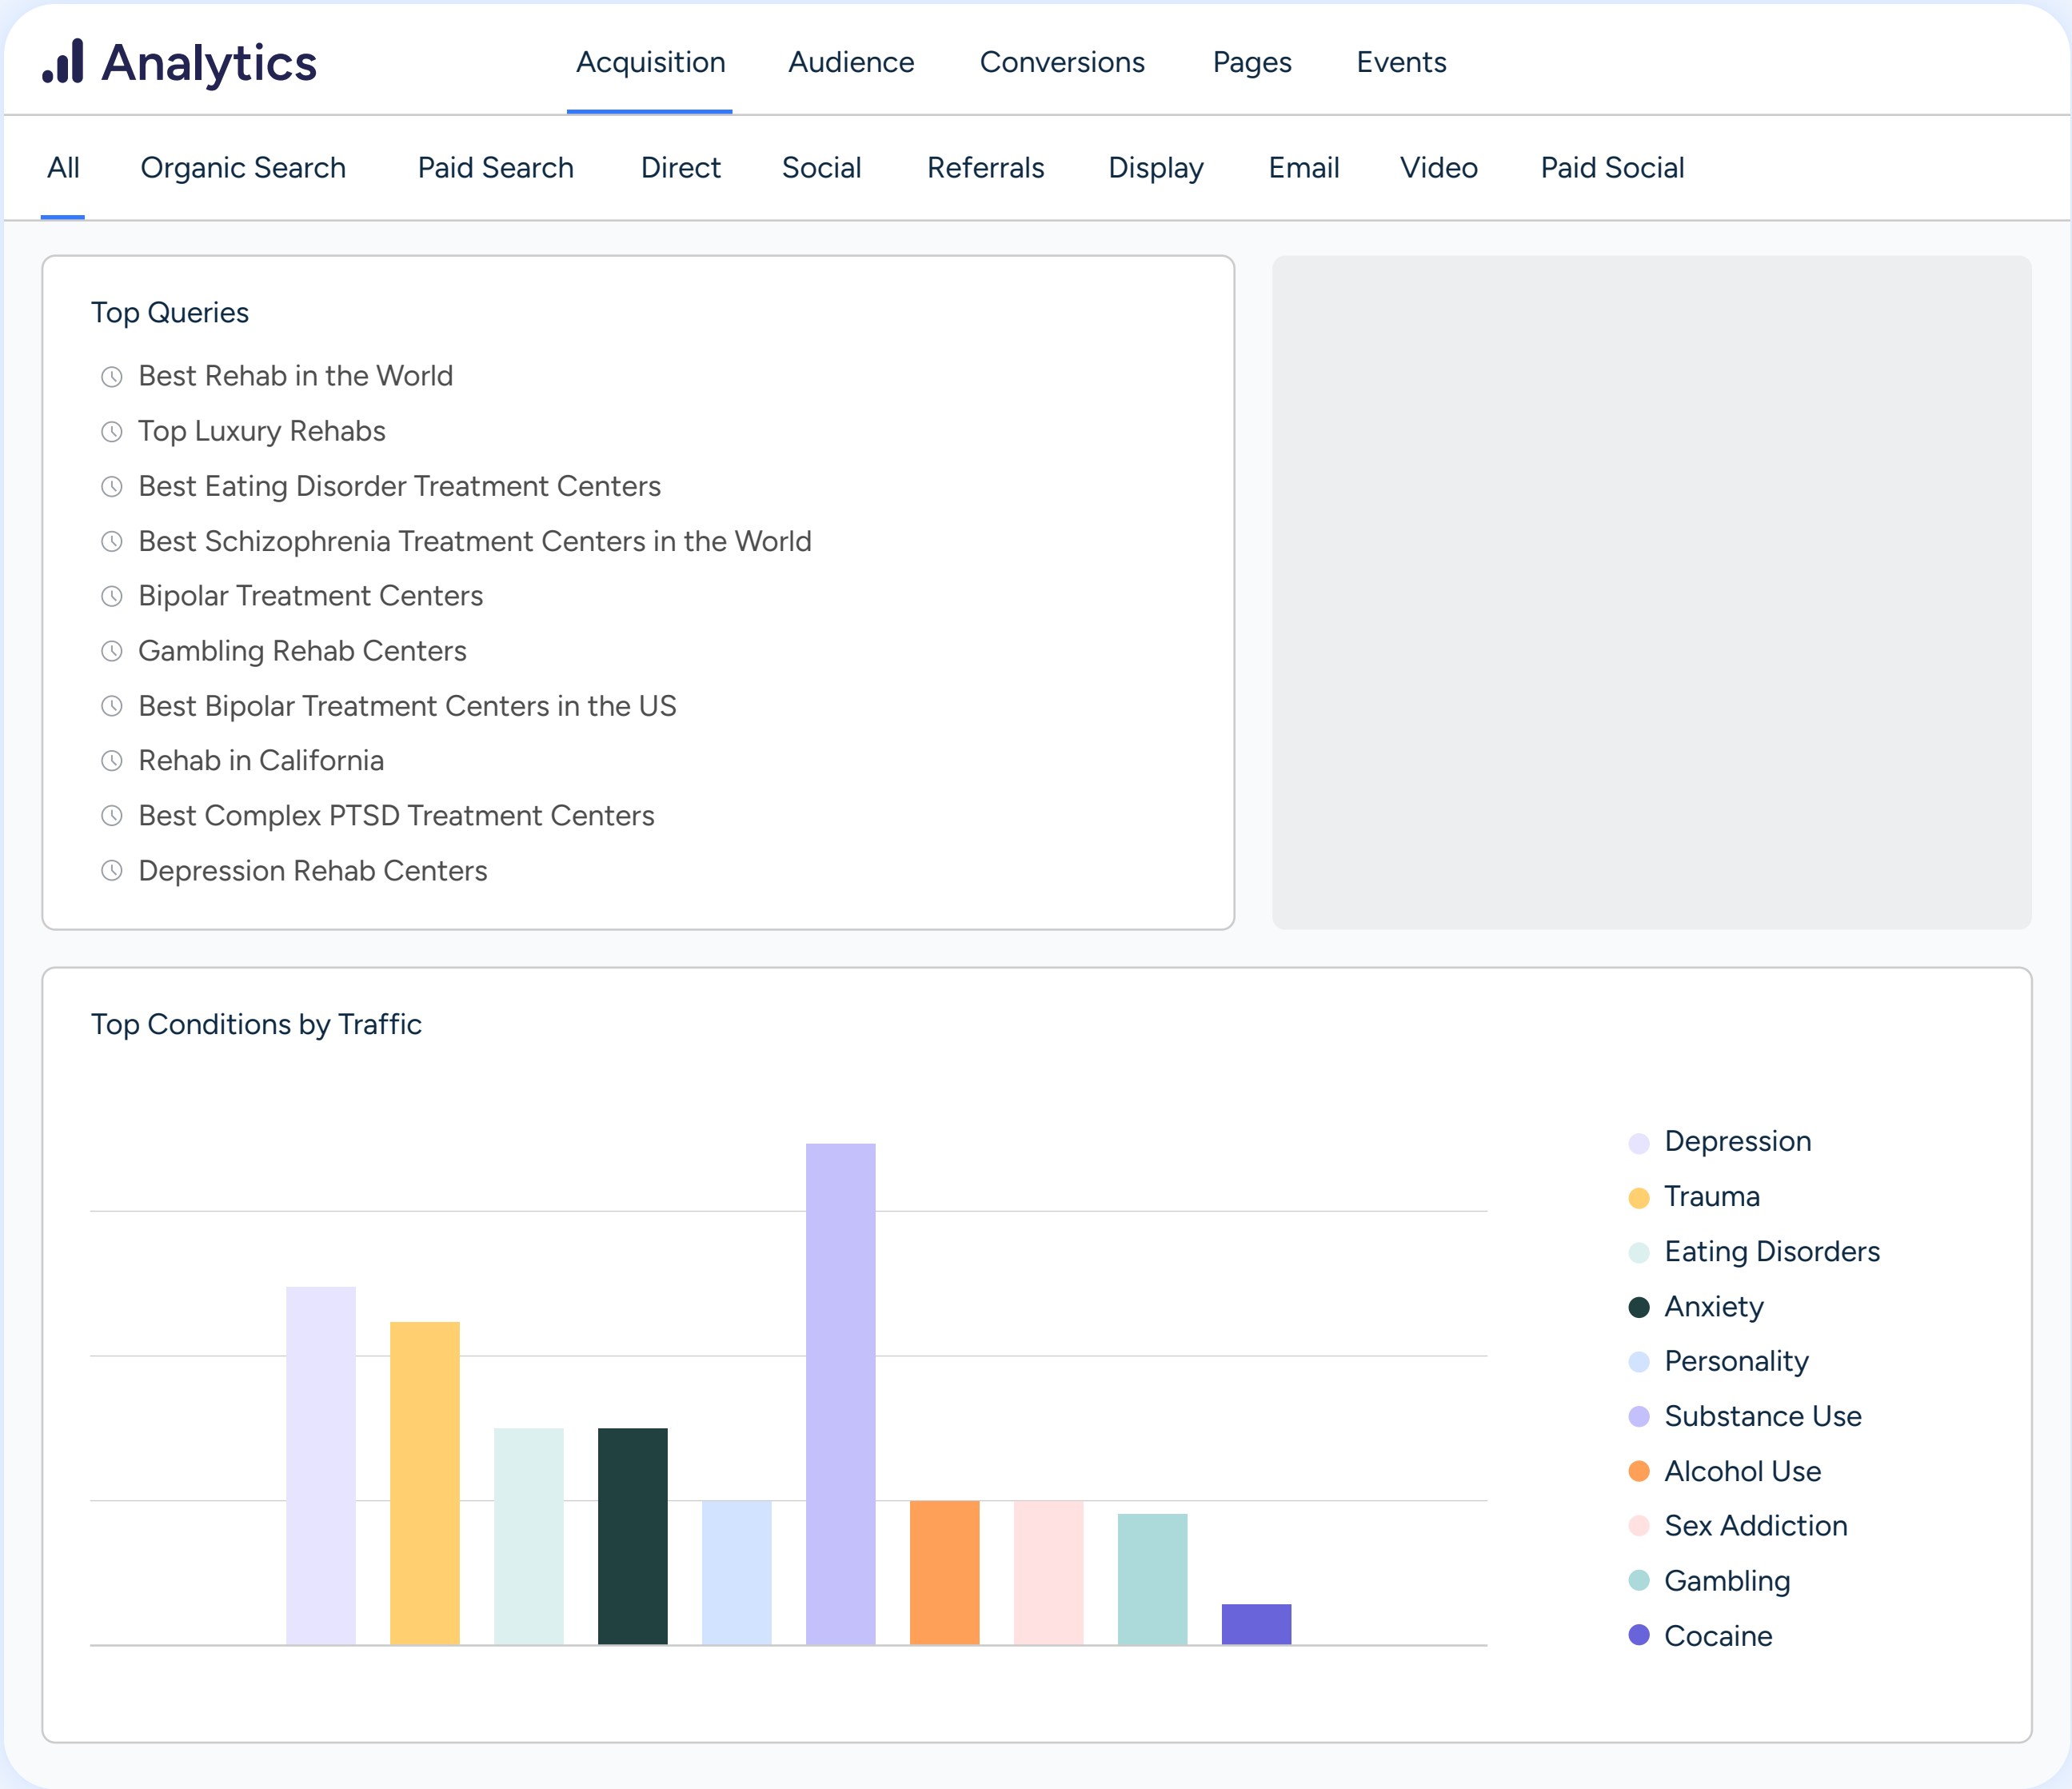 Analytics
Acquisition Audience Conversions Pages Events
All Organic Search Paid Search Direct Social Referrals Display Email Video Paid Social
Top Queries
Best Rehab in the World
Top Luxury Rehabs
Best Eating Disorder Treatment Centers
Best Schizophrenia Treatment Centers in the World
Bipolar Treatment Centers
Gambling Rehab Centers
Best Bipolar Treatment Centers in the US
Rehab in California
Best Complex PTSD Treatment Centers
Depression Rehab Centers
Top Conditions by Traffic
Depression
Trauma
Eating Disorders
Anxiety
Personality
Substance Use
Alcohol Use
Sex Addiction
Gambling
Cocaine